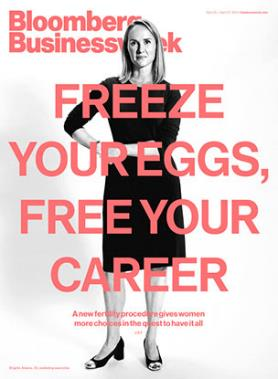 Bloomberg
Businessweek
FREEZE
YOUR EGGS,
FREE YOUR
CAREER
A new fertility procedure gives women
more choices in the quest to have it all